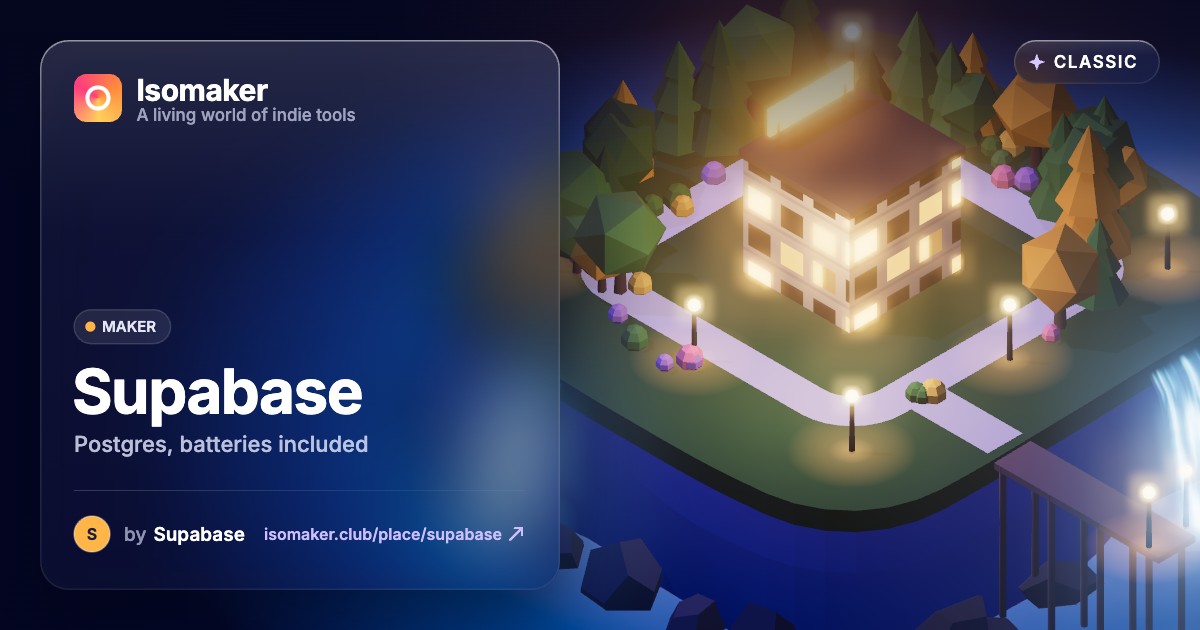 Isomaker
A living world of indie tools
CLASSIC
MAKER
Supabase
Postgres, batteries included
S
by Supabase
isomaker.club/place/supabase ↗